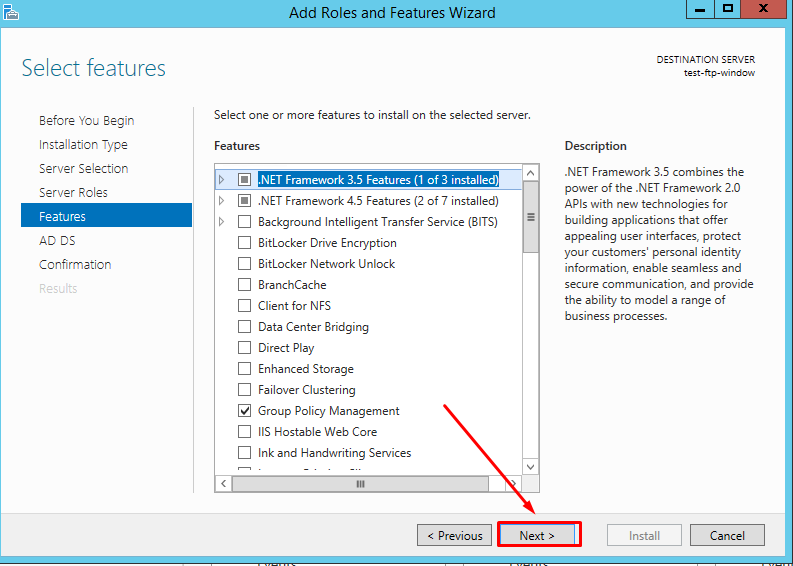 Add Roles and Features Wizard
Select features
DESTINATION SERVER
test-ftp-window
Before You Begin
Installation Type
Server Selection
Server Roles
Features
AD DS
Confirmation
Results
Select one or more features to install on the selected server.
Features
.NET Framework 3.5 Features (1 of 3 installed)
.NET Framework 4.5 Features (2 of 7 installed)
Background Intelligent Transfer Service (BITS)
BitLocker Drive Encryption
BitLocker Network Unlock
BranchCache
Client for NFS
Data Center Bridging
Direct Play
Enhanced Storage
Failover Clustering
Group Policy Management
IIS Hostable Web Core
Ink and Handwriting Services
Description
.NET Framework 3.5 combines the
power of the .NET Framework 2.0
APIs with new technologies for
building applications that offer
appealing user interfaces, protect
your customers' personal identity
information, enable seamless and
secure communication, and provide
the ability to model a range of
business processes.
< Previous
Next >
Install
Cancel